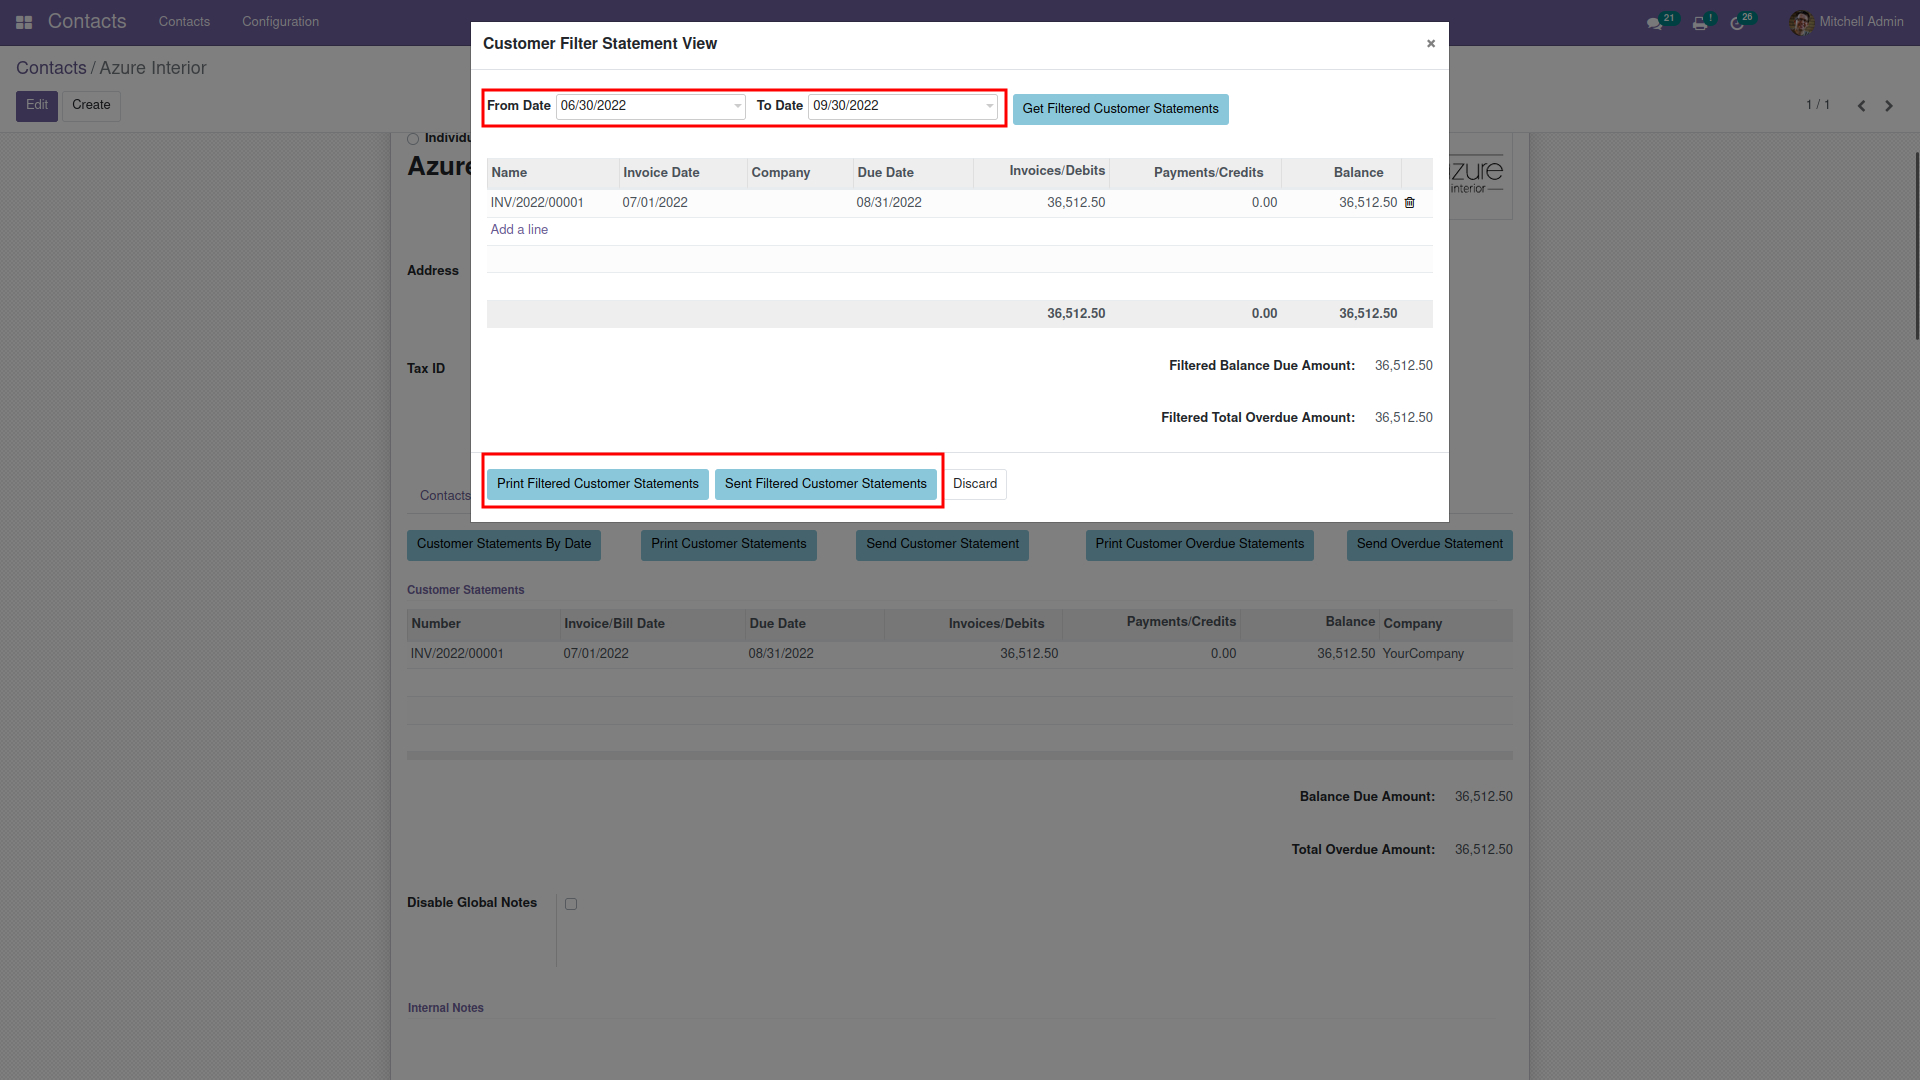 Contacts Contacts Configuration 21 ! 26 Mitchell Admin
Customer Filter Statement View ×
Contacts / Azure Interior
Edit Create 1 / 1
From Date 06/30/2022 To Date 09/30/2022 Get Filtered Customer Statements
Name Invoice Date Company Due Date Invoices/Debits Payments/Credits Balance
INV/2022/00001 07/01/2022 08/31/2022 36,512.50 0.00 36,512.50
Add a line
36,512.50 0.00 36,512.50
Filtered Balance Due Amount: 36,512.50
Filtered Total Overdue Amount: 36,512.50
Print Filtered Customer Statements Sent Filtered Customer Statements Discard
Individu
Azure
zure
interior
Address
Tax ID
Contacts
Customer Statements By Date Print Customer Statements Send Customer Statement Print Customer Overdue Statements Send Overdue Statement
Customer Statements
Number Invoice/Bill Date Due Date Invoices/Debits Payments/Credits Balance Company
INV/2022/00001 07/01/2022 08/31/2022 36,512.50 0.00 36,512.50 YourCompany
Balance Due Amount: 36,512.50
Total Overdue Amount: 36,512.50
Disable Global Notes
Internal Notes